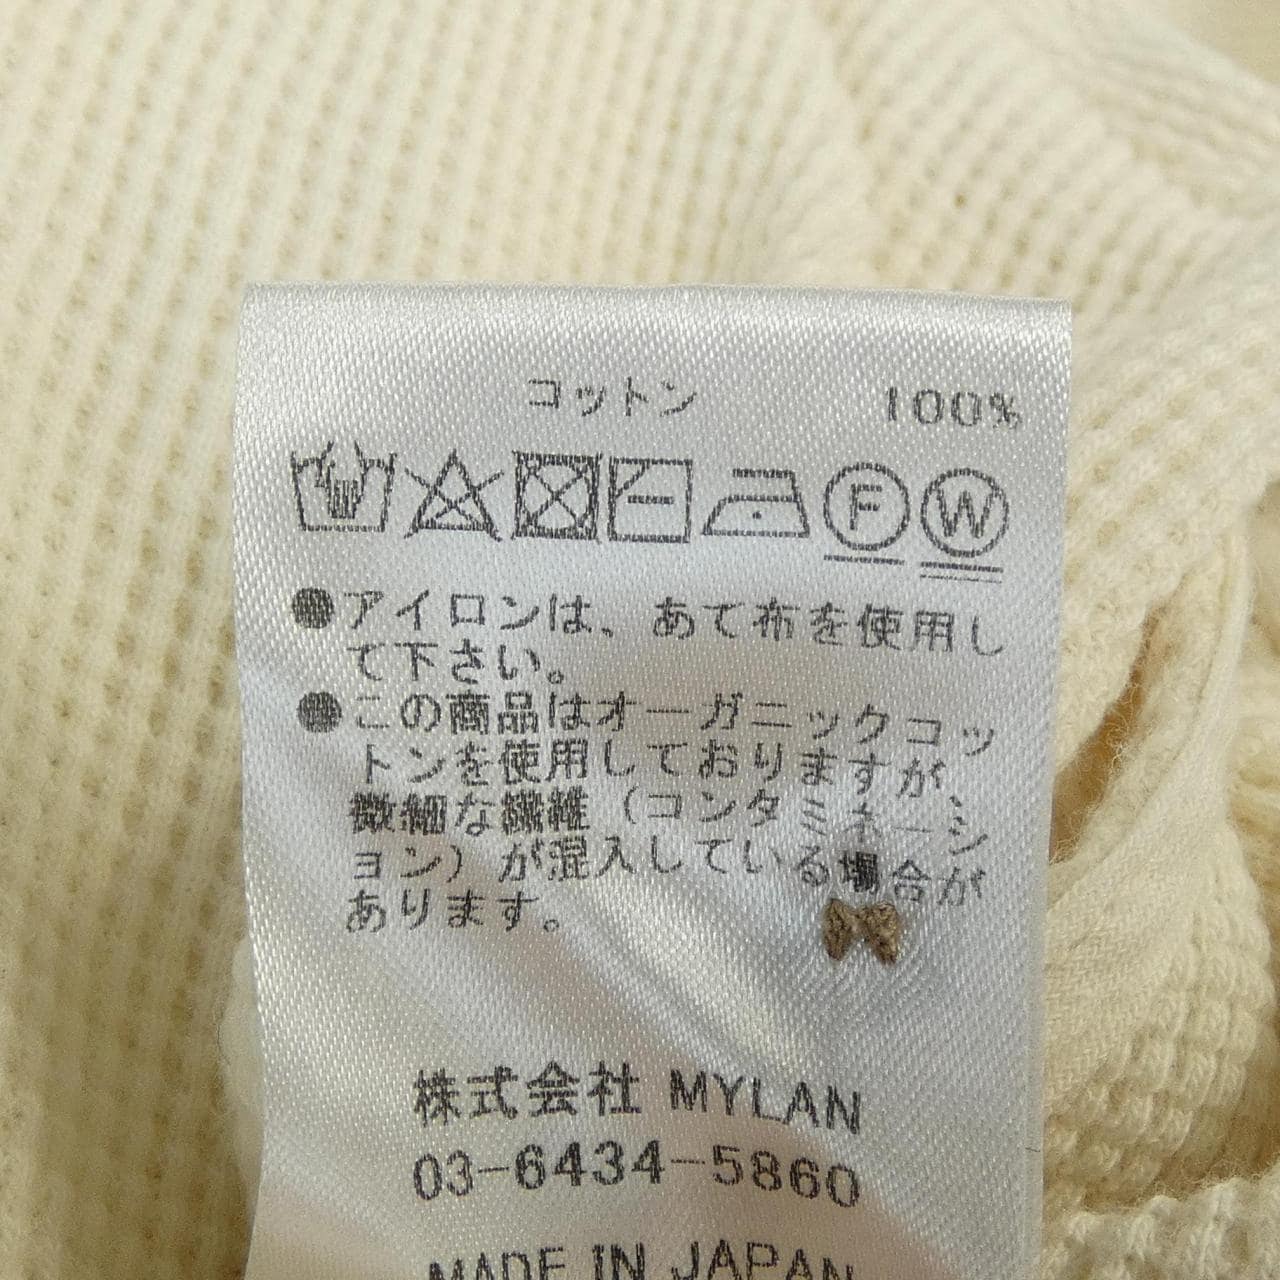 コットン 100%
F W
●アイロンは、あて布を使用し
て下さい。
●この商品はオーガニックコッ
トンを使用しておりますが、
微細な繊維（コンタミネーシ
ョン）が混入している場合が
あります。
株式会社 MYLAN
03-6434-5860
MADE IN JAPAN